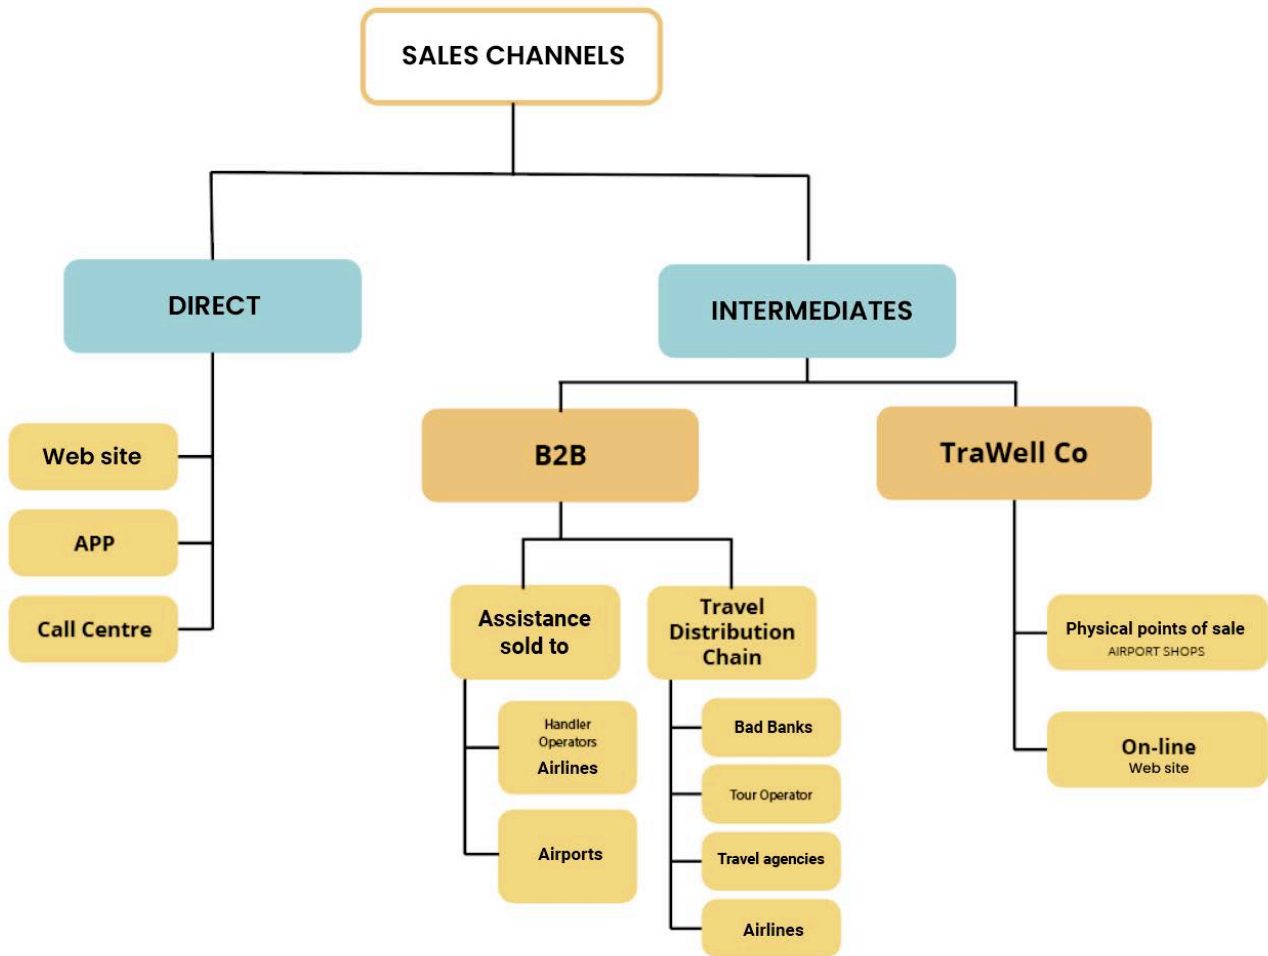 SALES CHANNELS
DIRECT
INTERMEDIATES
Web site
APP
Call Centre
B2B
TraWell Co
Assistance
sold to
Travel
Distribution
Chain
Handler
Operators
Airlines
Airports
Bad Banks
Tour Operator
Travel agencies
Airlines
Physical points of sale
AIRPORT SHOPS
On-line
Web site